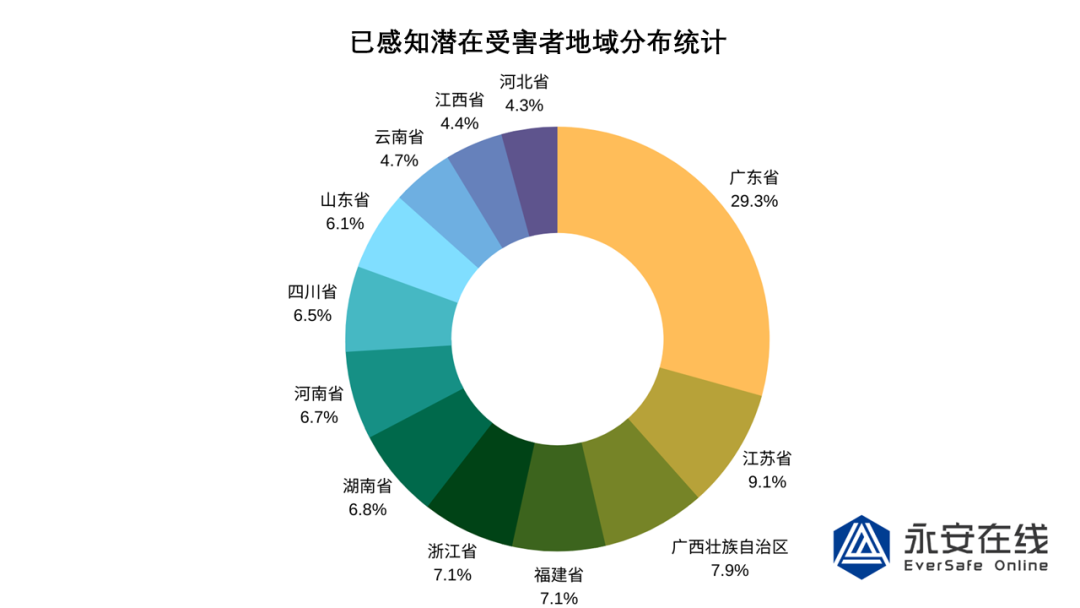 已感知潜在受害者地域分布统计
河北省
4.3%
江西省
4.4%
云南省
4.7%
山东省
6.1%
四川省
6.5%
河南省
6.7%
湖南省
6.8%
浙江省
7.1%
福建省
7.1%
广西壮族自治区
7.9%
江苏省
9.1%
广东省
29.3%
永安在线
EverSafe Online